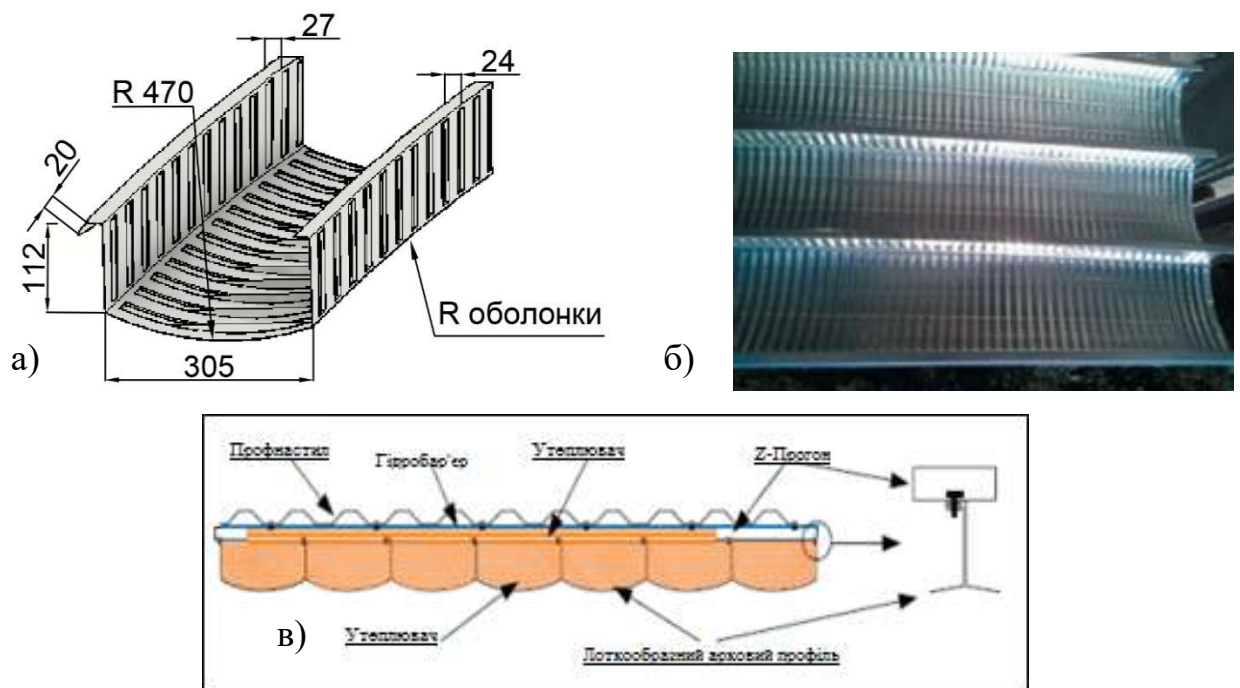 27
24
R 470
20
112
R оболонки
305
а)
б)
Профнастил
Гідробар'єр
Утеплювач
Z-Прогон
Утеплювач
Лоткообразний арковий профіль
в)